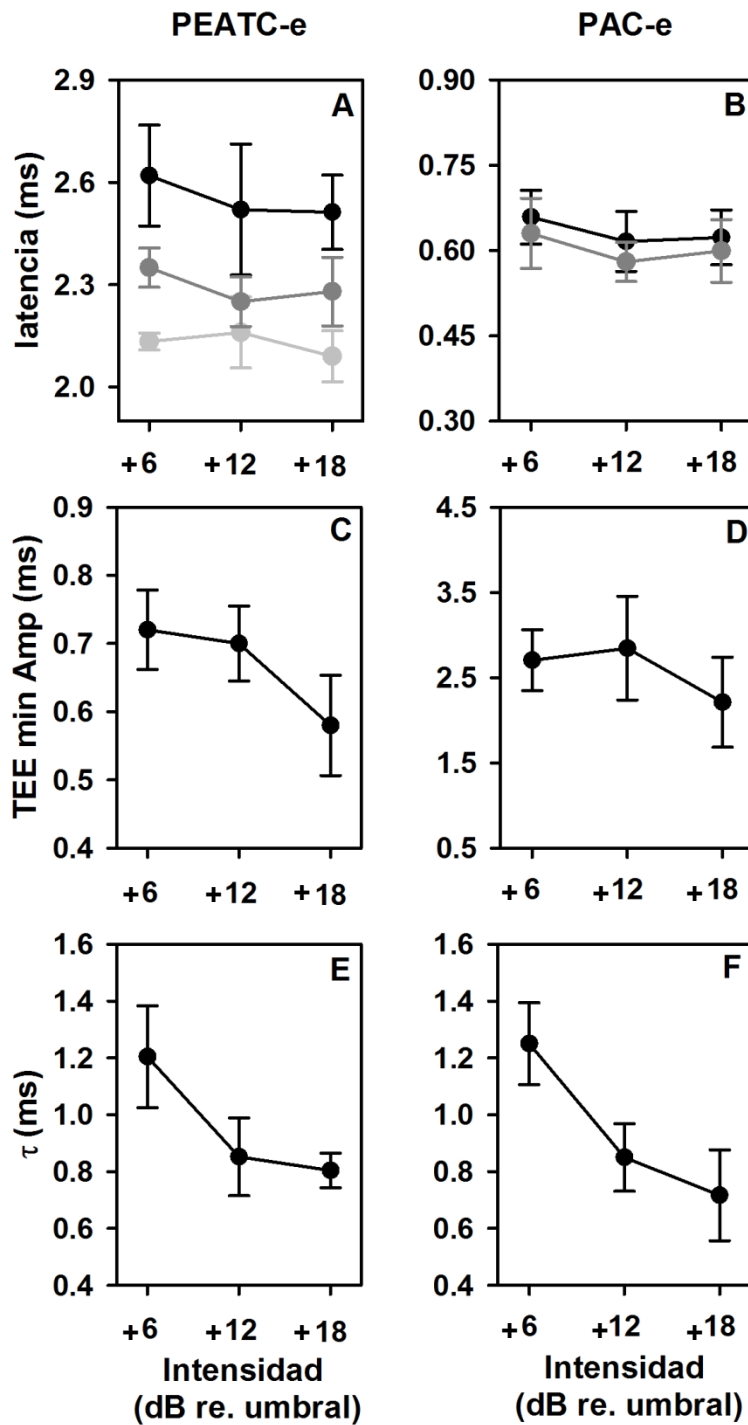 PEATC-e PAC-e
A
B
latencia (ms)
2.9
2.6
2.3
2.0
0.90
0.75
0.60
0.45
0.30
+6 +12 +18
+6 +12 +18
C
D
TEE min Amp (ms)
0.9
0.8
0.7
0.6
0.5
0.4
4.5
3.5
2.5
1.5
0.5
+6 +12 +18
+6 +12 +18
E
F
τ (ms)
1.6
1.4
1.2
1.0
0.8
0.6
0.4
1.6
1.4
1.2
1.0
0.8
0.6
0.4
+6 +12 +18
+6 +12 +18
Intensidad
(dB re. umbral)
Intensidad
(dB re. umbral)